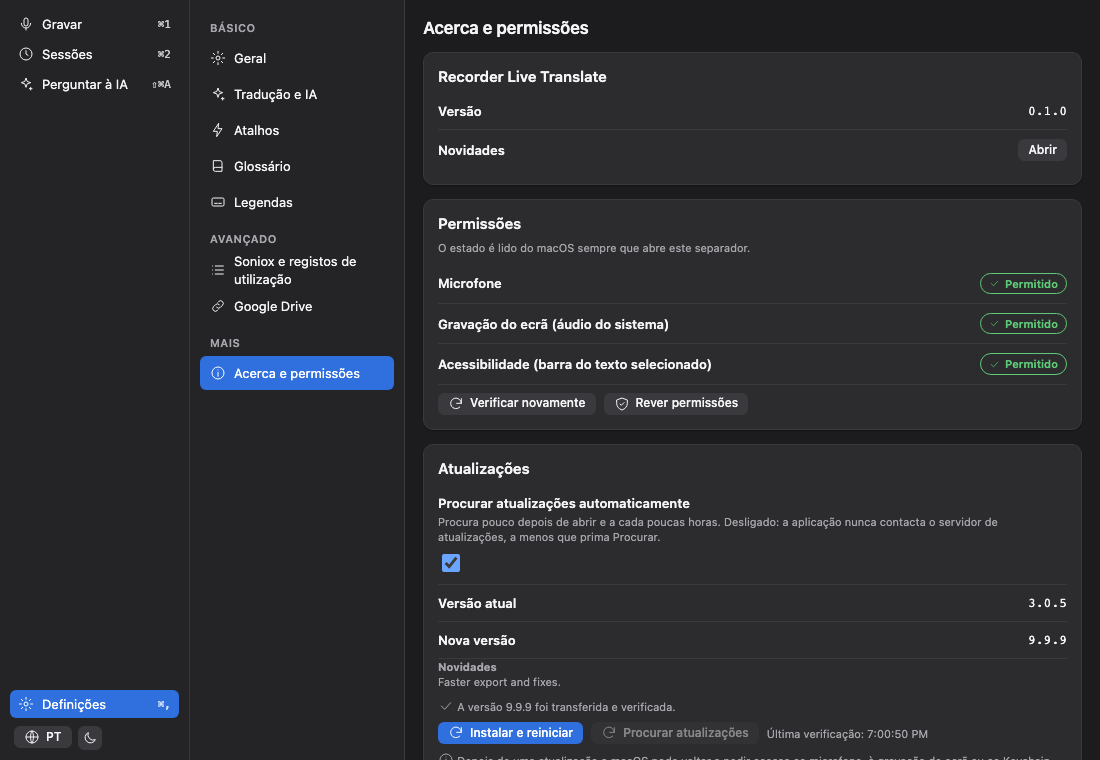 Gravar ⌘1
Sessões ⌘2
Perguntar à IA ⇧⌘A
Definições ⌘,
PT
BÁSICO
Geral
Tradução e IA
Atalhos
Glossário
Legendas
AVANÇADO
Soniox e registos de
utilização
Google Drive
MAIS
Acerca e permissões
Acerca e permissões
Recorder Live Translate
Versão 0.1.0
Novidades Abrir
Permissões
O estado é lido do macOS sempre que abre este separador.
Microfone Permitido
Gravação do ecrã (áudio do sistema) Permitido
Acessibilidade (barra do texto selecionado) Permitido
Verificar novamente Rever permissões
Atualizações
Procurar atualizações automaticamente
Procura pouco depois de abrir e a cada poucas horas. Desligado: a aplicação nunca contacta o servidor de
atualizações, a menos que prima Procurar.
Versão atual 3.0.5
Nova versão 9.9.9
Novidades
Faster export and fixes.
A versão 9.9.9 foi transferida e verificada.
Instalar e reiniciar Procurar atualizações Última verificação: 7:00:50 PM